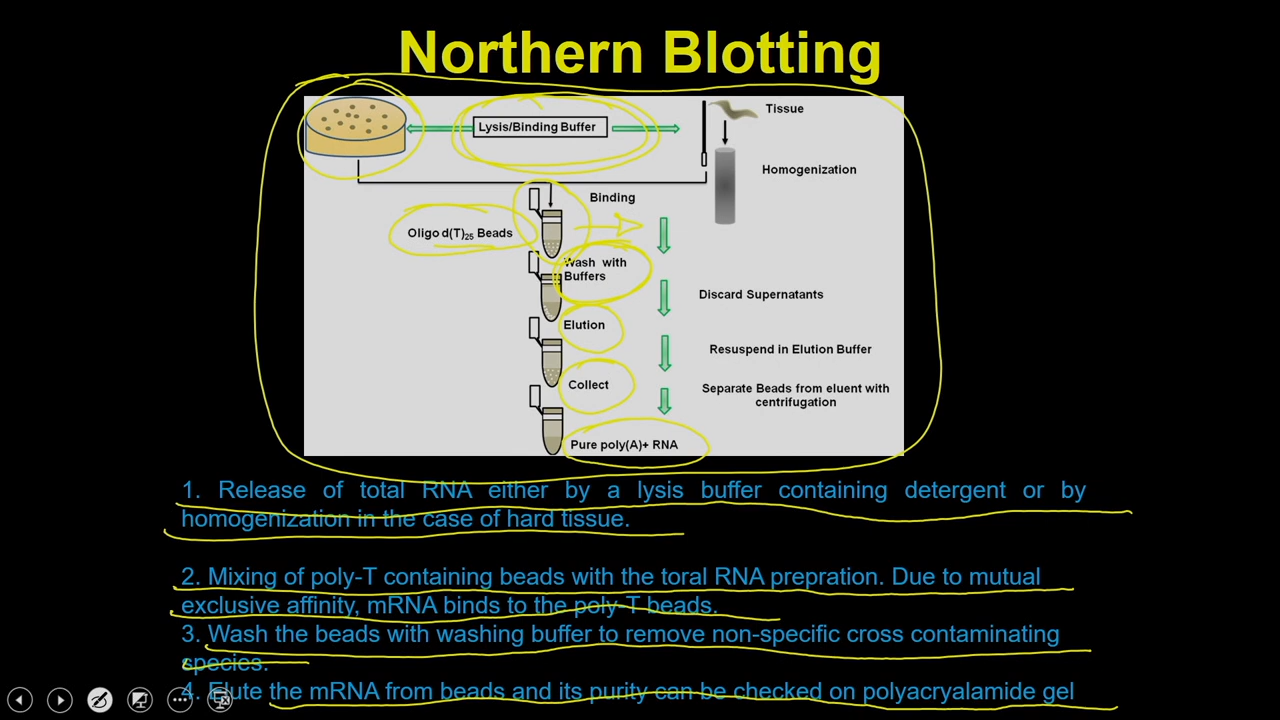 Northern Blotting
Lysis/Binding Buffer
Tissue
Homogenization
Binding
Oligo d(T)25 Beads
Wash with
Buffers
Discard Supernatants
Elution
Resuspend in Elution Buffer
Collect
Separate Beads from eluent with
centrifugation
Pure poly(A)+ RNA
1. Release of total RNA either by a lysis buffer containing detergent or by
homogenization in the case of hard tissue.
2. Mixing of poly-T containing beads with the toral RNA prepration. Due to mutual
exclusive affinity, mRNA binds to the poly-T beads.
3. Wash the beads with washing buffer to remove non-specific cross contaminating
species.
4. Elute the mRNA from beads and its purity can be checked on polyacryalamide gel